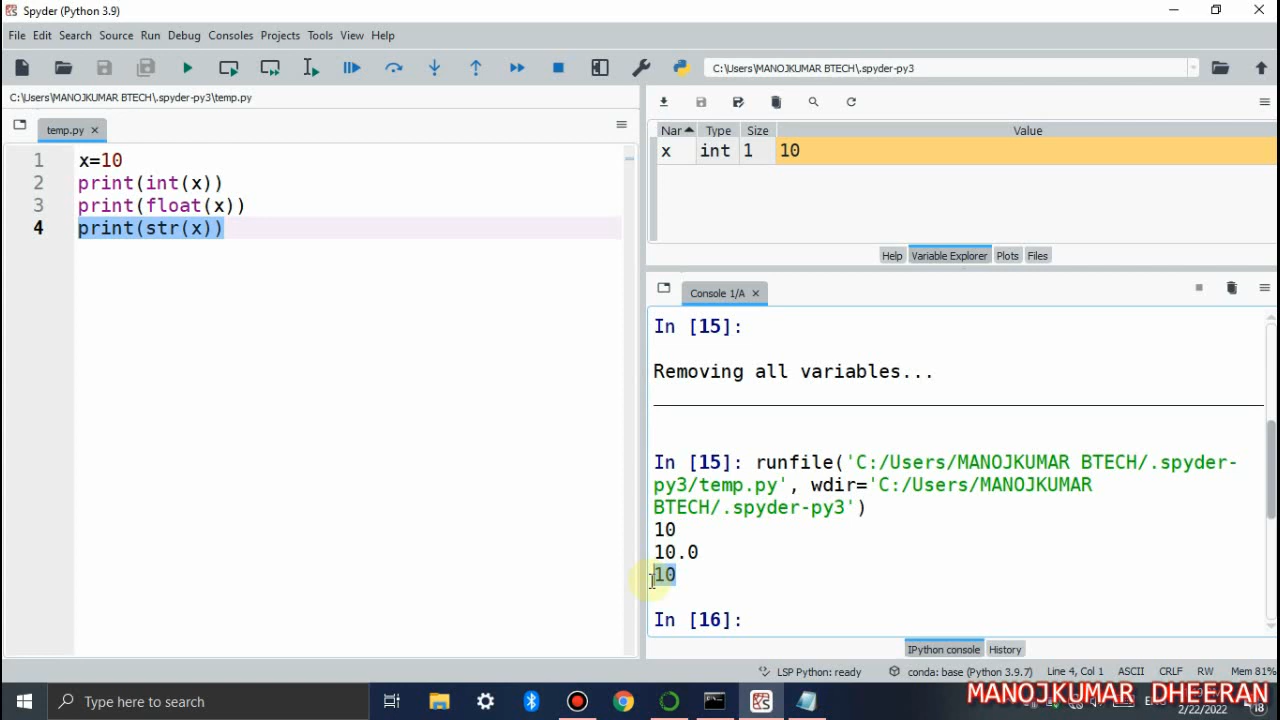 Spyder (Python 3.9)
File Edit Search Source Run Debug Consoles Projects Tools View Help
C:\Users\MANOJKUMAR BTECH\.spyder-py3
C:\Users\MANOJKUMAR BTECH\.spyder-py3\temp.py
temp.py
1 x=10
2 print(int(x))
3 print(float(x))
4 print(str(x))
Nar Type Size Value
x int 1 10
Help Variable Explorer Plots Files
Console 1/A
In [15]:
Removing all variables...
In [15]: runfile('C:/Users/MANOJKUMAR BTECH/.spyder-
py3/temp.py', wdir='C:/Users/MANOJKUMAR
BTECH/.spyder-py3')
10
10.0
10
In [16]:
IPython console History
LSP Python: ready conda: base (Python 3.9.7) Line 4, Col 1 ASCII CRLF RW Mem 81%
Type here to search
MANOJKUMAR DHEERAN
2/22/2022
18